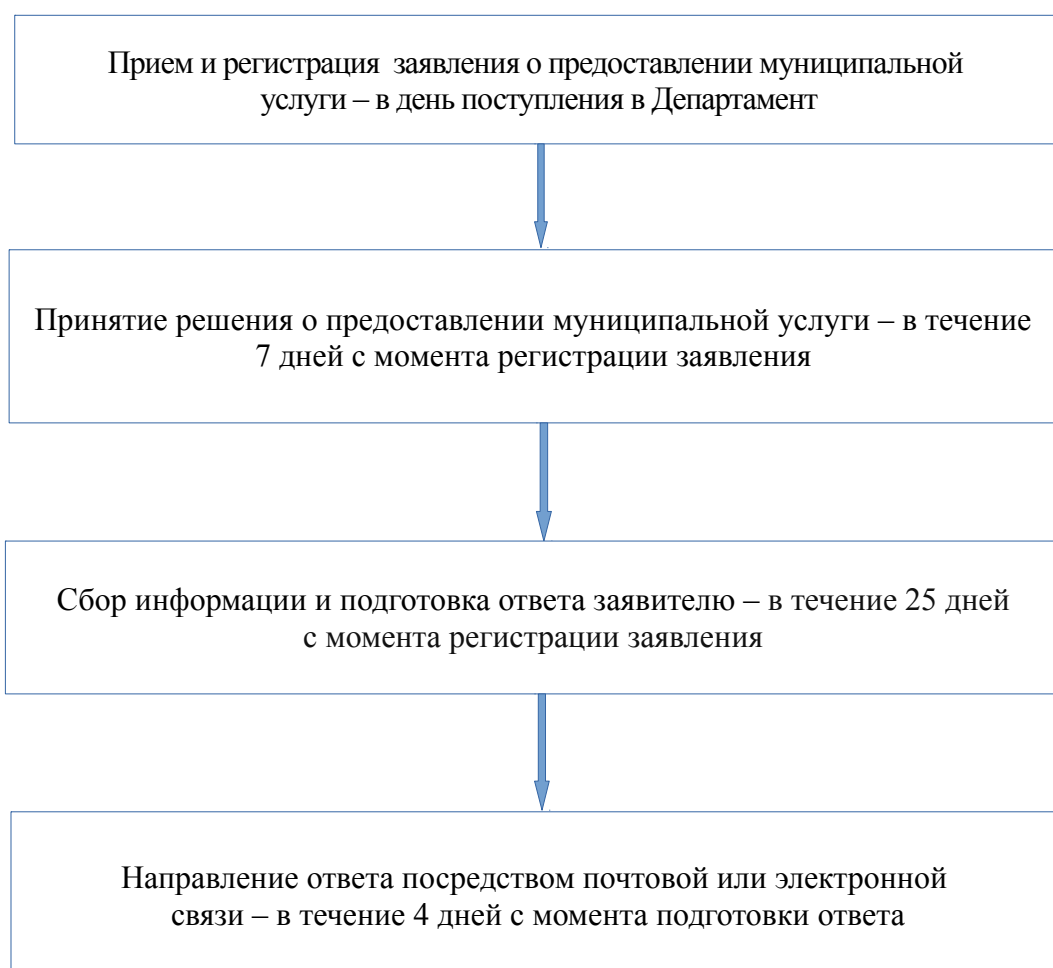 Прием и регистрация  заявления о предоставлении муниципальной
услуги – в день поступления в Департамент
Принятие решения о предоставлении муниципальной услуги – в течение
7 дней с момента регистрации заявления
Сбор информации и подготовка ответа заявителю – в течение 25 дней
с момента регистрации заявления
Направление ответа посредством почтовой или электронной
связи – в течение 4 дней с момента подготовки ответа